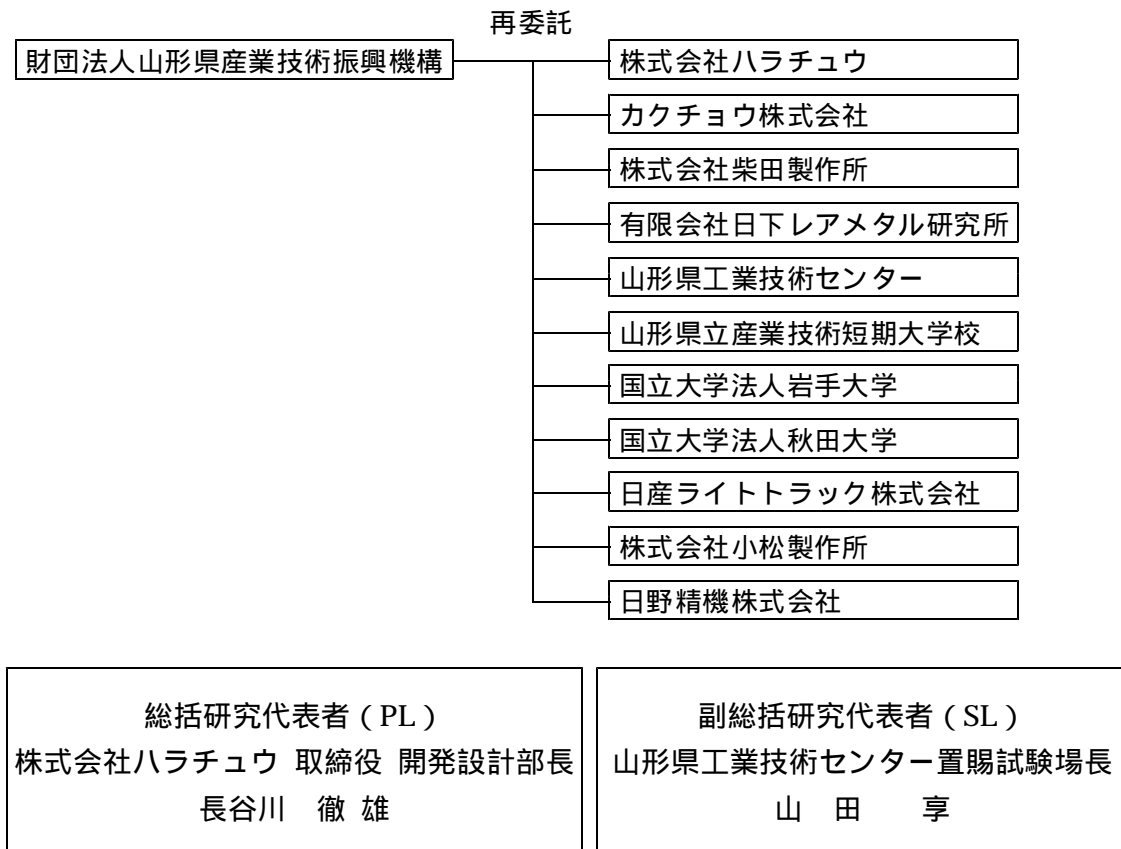 再委託
財団法人山形県産業技術振興機構
株式会社ハラチュウ
カクチョウ株式会社
株式会社柴田製作所
有限会社日下レアメタル研究所
山形県工業技術センター
山形県立産業技術短期大学校
国立大学法人岩手大学
国立大学法人秋田大学
日産ライトトラック株式会社
株式会社小松製作所
日野精機株式会社
総括研究代表者(PL)
株式会社ハラチュウ 取締役 開発設計部長
長谷川 徹 雄
副総括研究代表者(SL)
山形県工業技術センター置賜試験場長
山 田 享